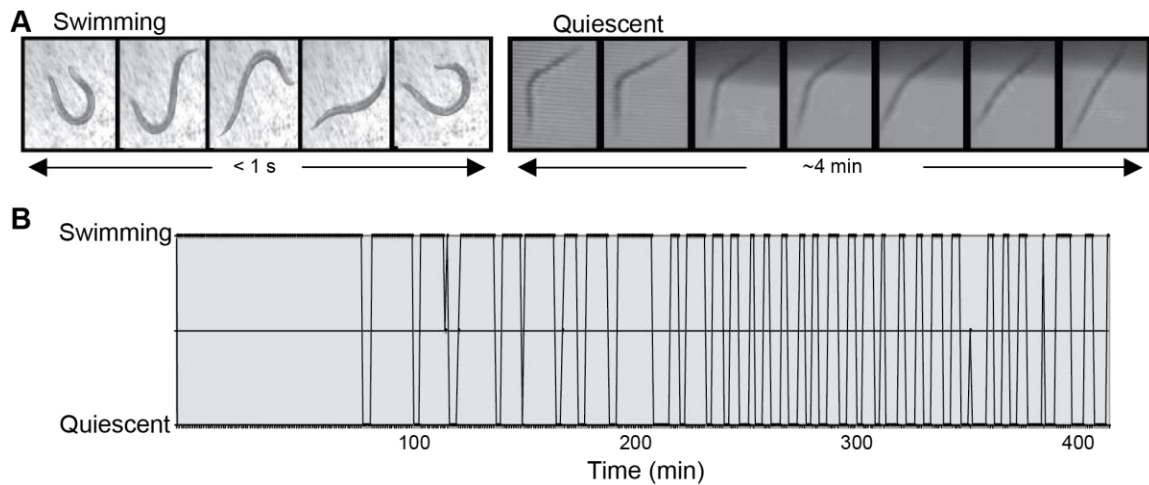 A Swimming Quiescent
< 1 s ~4 min
B
Swimming
Quiescent
100 200 300 400
Time (min)